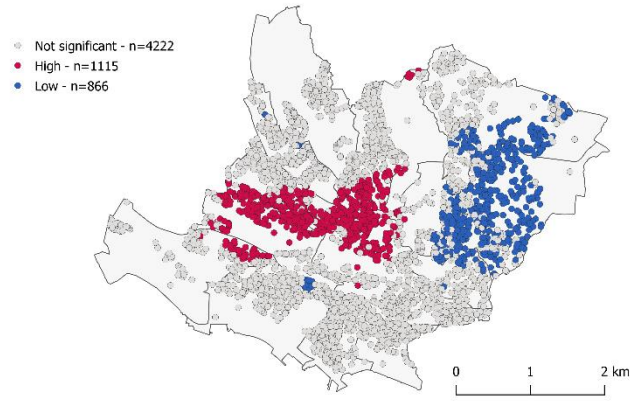 Not significant - n=4222
High - n=1115
Low - n=866
0 1 2 km